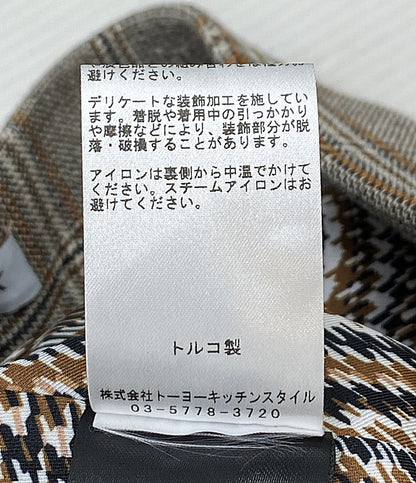 避けください。
デリケートな装飾加工を施してい
ます。着脱や着用中の引っかかり
や摩擦などにより、装飾部分が脱
落・破損することがあります。
アイロンは裏側から中温でかけて
ください。スチームアイロンはお
避けてください。
トルコ製
株式会社トーヨーキッチンスタイル
03-5778-3720